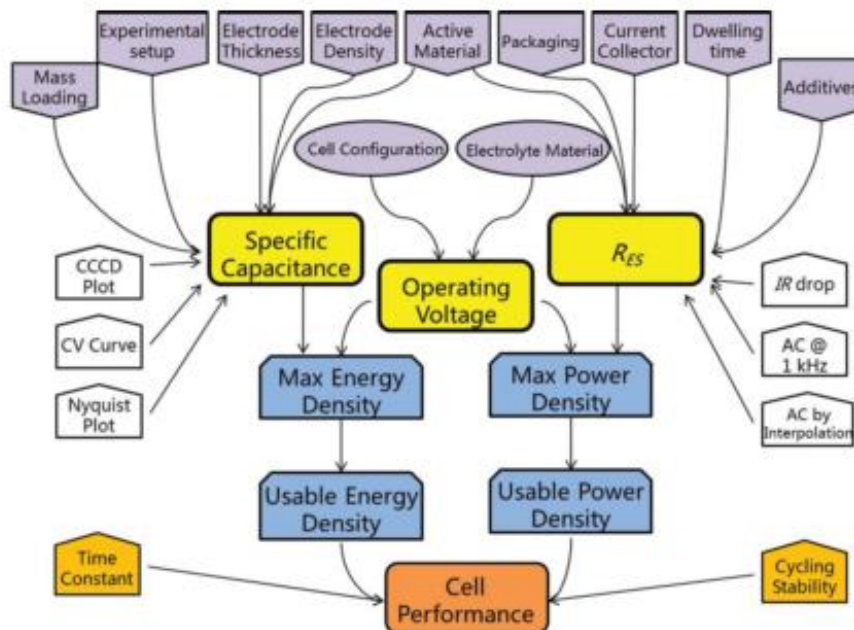 Mass
Loading
Experimental
setup
Electrode
Thickness
Electrode
Density
Active
Material
Packaging
Current
Collector
Dwelling
time
Additives
Cell Configuration
Electrolyte Material
Specific
Capacitance
Operating
Voltage
R_ES
CCCD
Plot
CV Curve
Nyquist
Plot
IR drop
AC @
1 kHz
AC by
Interpolation
Max Energy
Density
Max Power
Density
Usable Energy
Density
Usable Power
Density
Time
Constant
Cell
Performance
Cycling
Stability